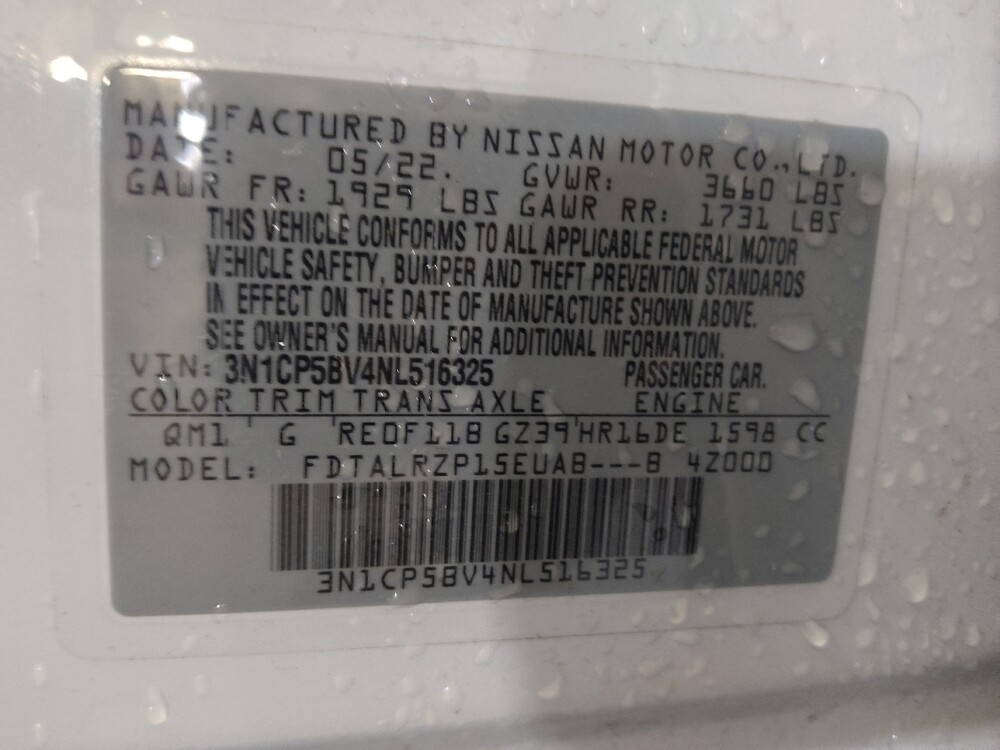 MANUFACTURED BY NISSAN MOTOR CO., LTD.
DATE: 05/22. GVWR: 3660 LBS
GAWR FR: 1929 LBS GAWR RR: 1731 LBS
THIS VEHICLE CONFORMS TO ALL APPLICABLE FEDERAL MOTOR
VEHICLE SAFETY, BUMPER AND THEFT PREVENTION STANDARDS
IN EFFECT ON THE DATE OF MANUFACTURE SHOWN ABOVE.
SEE OWNER'S MANUAL FOR ADDITIONAL INFORMATION.
VIN: 3N1CP5BV4NL516325 PASSENGER CAR.
COLOR TRIM TRANS AXLE ENGINE
QM1 ' G 'RE0F11B GZ39'HR16DE 1598 CC
MODEL: FDTALRZP15EUAB---B 4Z00D
3N1CP5BV4NL516325